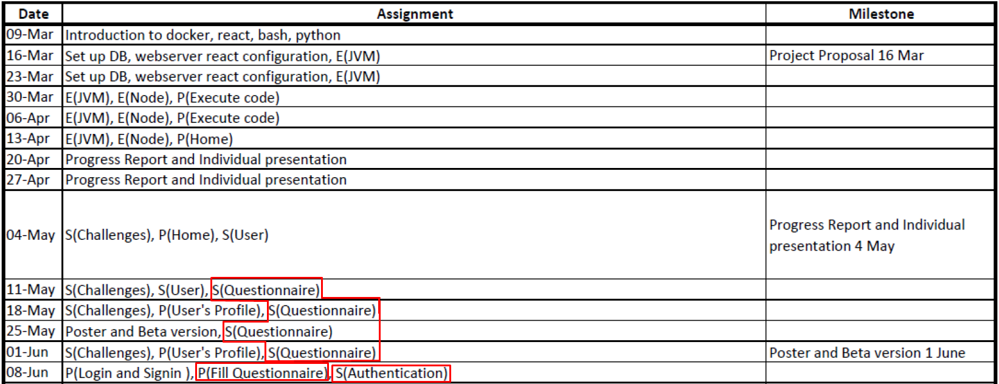 Date Assignment Milestone
09-Mar Introduction to docker, react, bash, python
16-Mar Set up DB, webserver react configuration, E(JVM) Project Proposal 16 Mar
23-Mar Set up DB, webserver react configuration, E(JVM)
30-Mar E(JVM), E(Node), P(Execute code)
06-Apr E(JVM), E(Node), P(Execute code)
13-Apr E(JVM), E(Node), P(Home)
20-Apr Progress Report and Individual presentation
27-Apr Progress Report and Individual presentation
04-May S(Challenges), P(Home), S(User) Progress Report and Individual
presentation 4 May
11-May S(Challenges), S(User), S(Questionnaire)
18-May S(Challenges), P(User's Profile), S(Questionnaire)
25-May Poster and Beta version, S(Questionnaire)
01-Jun S(Challenges), P(User's Profile), S(Questionnaire) Poster and Beta version 1 June
08-Jun P(Login and Signin ), P(Fill Questionnaire), S(Authentication)